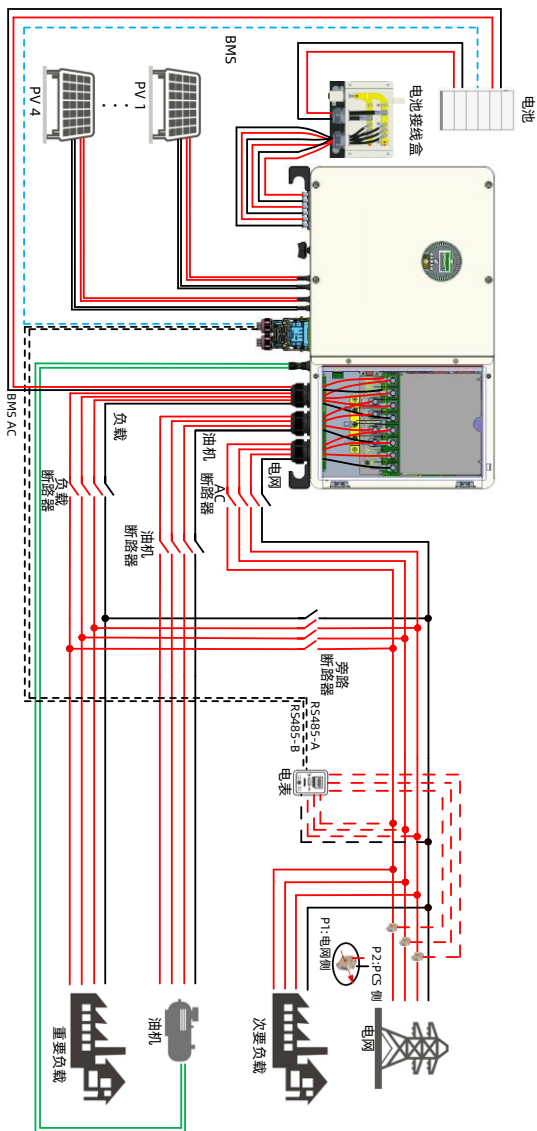 BMS
电池
PV 4
PV 1
电池接线盒
BMS AC
负载
油机
电网
负载
断路器
油机
断路器
AC
断路器
旁路
断路器
RS485-A
RS485-B
电表
P1:电网侧
P2:PCS 侧
重要负载
油机
次要负载
电网